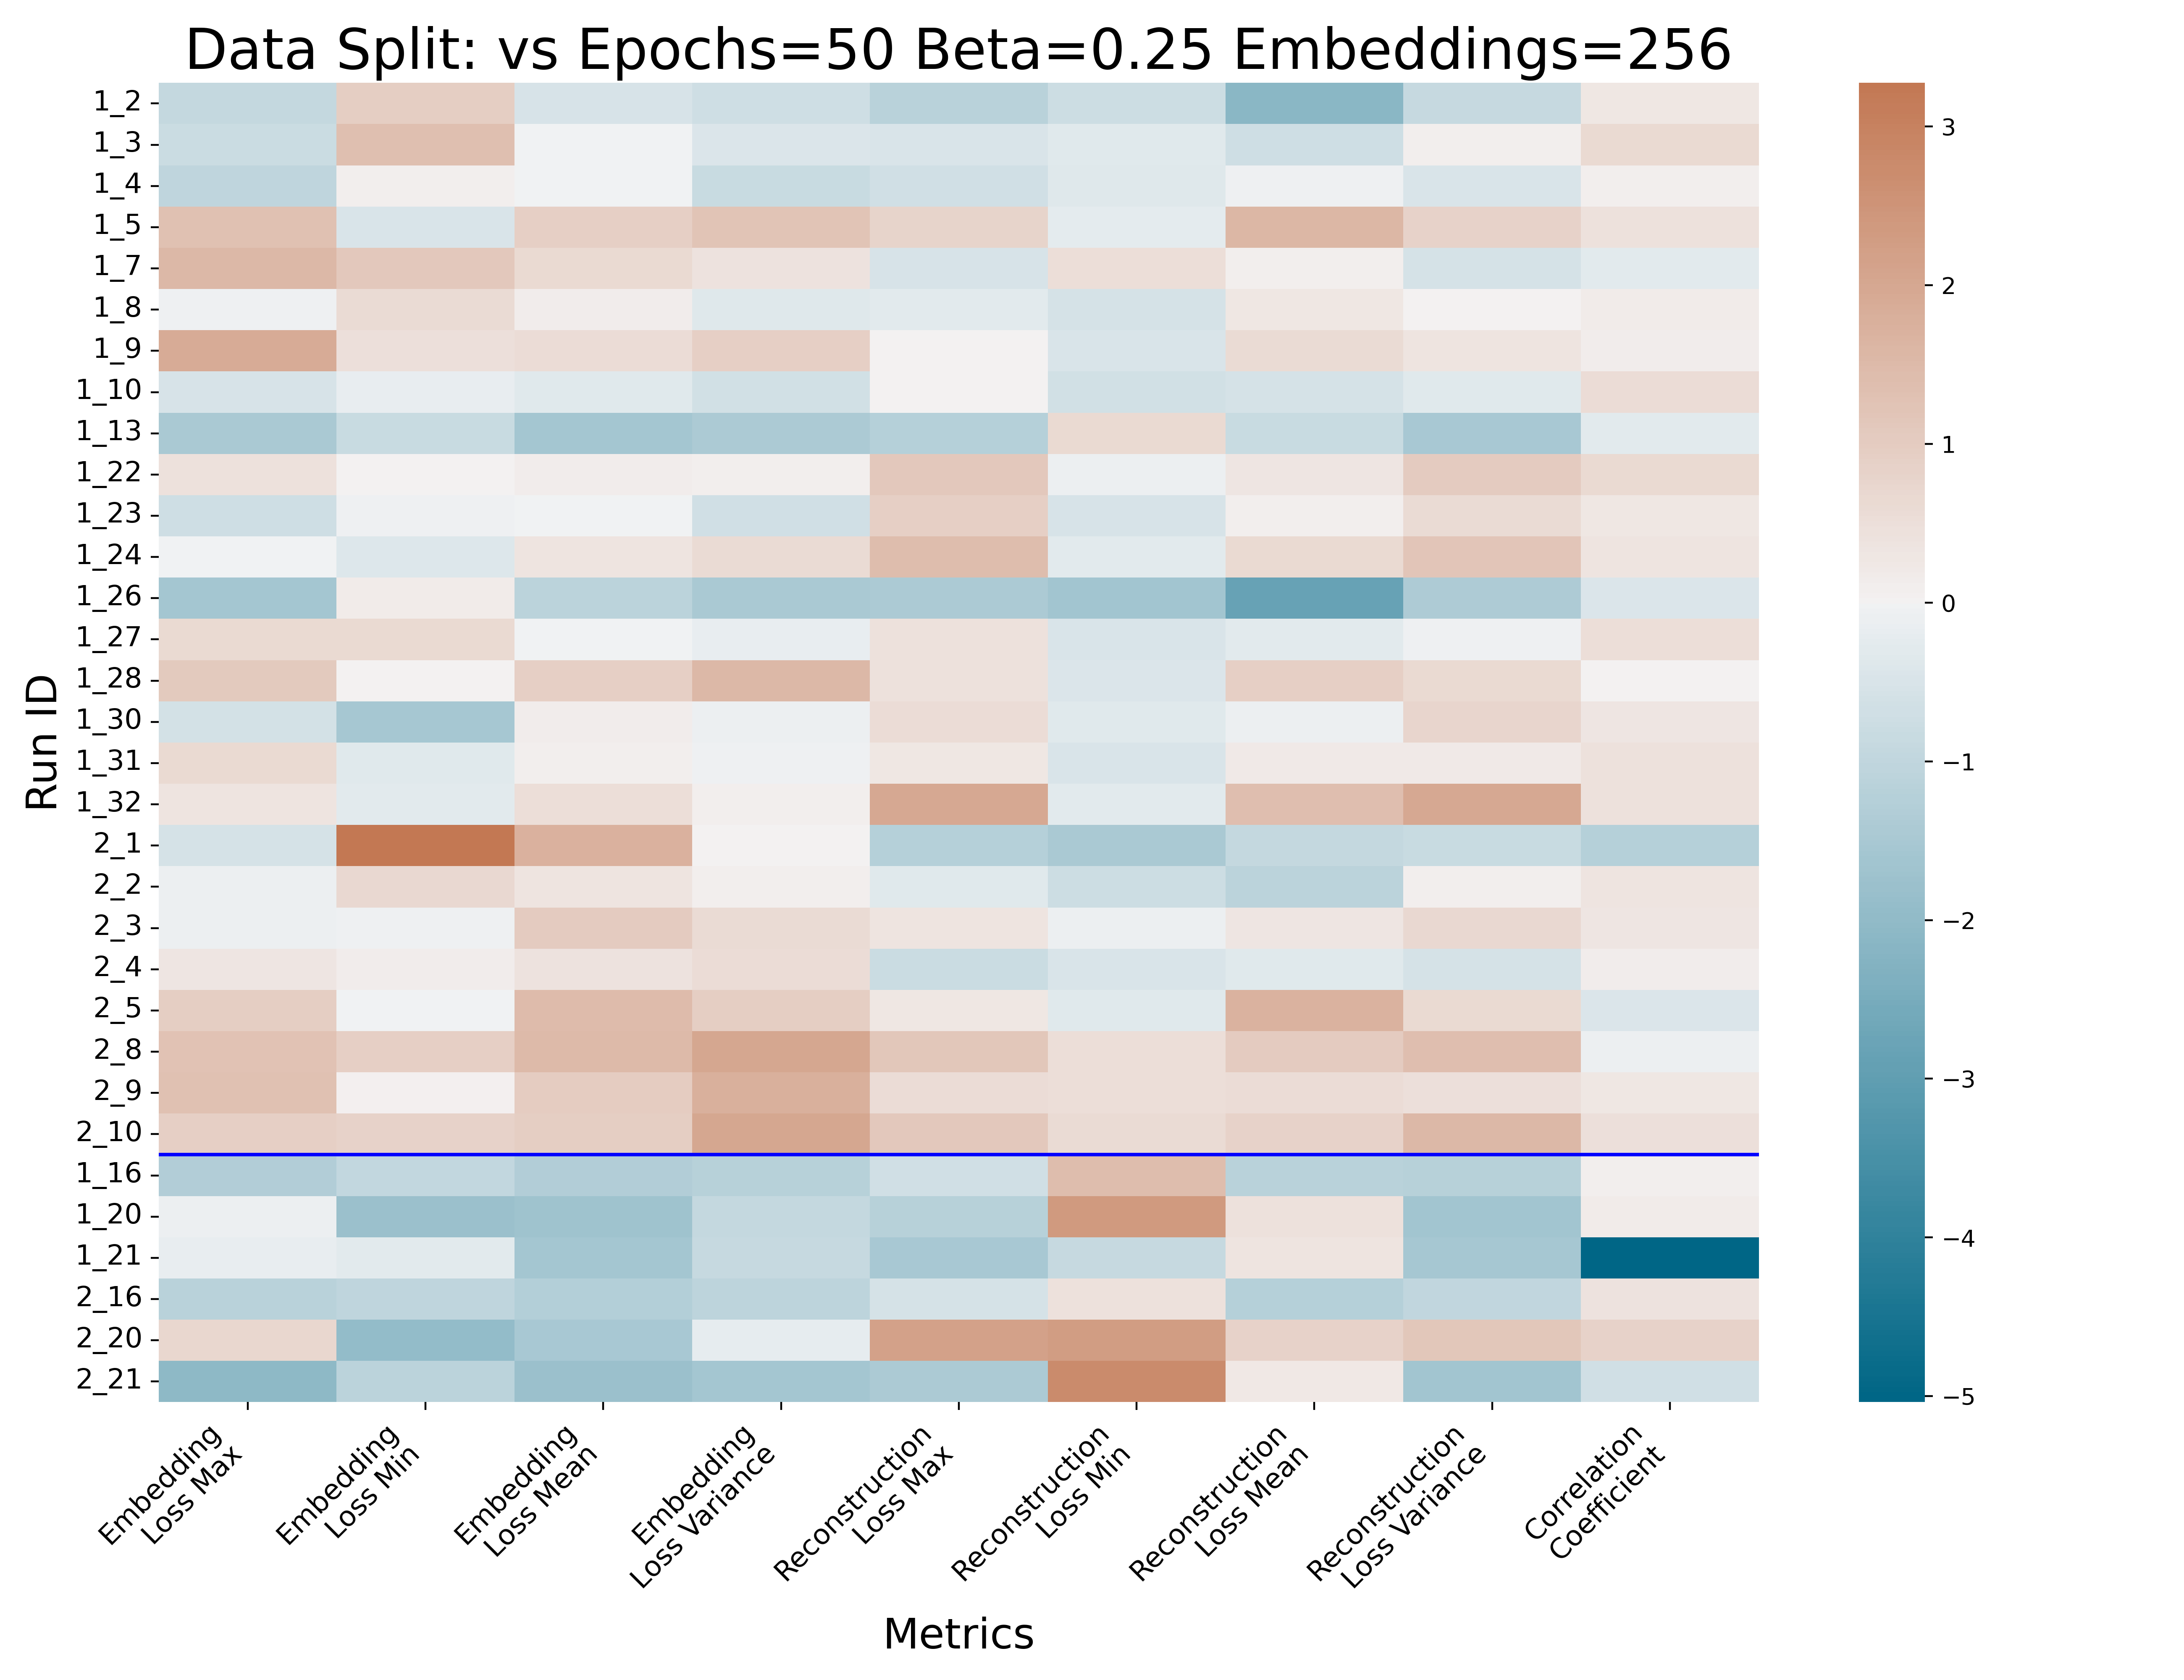 Data Split: vs Epochs=50 Beta=0.25 Embeddings=256
Run ID
1_2
1_3
1_4
1_5
1_7
1_8
1_9
1_10
1_13
1_22
1_23
1_24
1_26
1_27
1_28
1_30
1_31
1_32
2_1
2_2
2_3
2_4
2_5
2_8
2_9
2_10
1_16
1_20
1_21
2_16
2_20
2_21
Embedding
Loss Max
Embedding
Loss Min
Embedding
Loss Mean
Embedding
Loss Variance
Reconstruction
Loss Max
Reconstruction
Loss Min
Reconstruction
Loss Mean
Reconstruction
Loss Variance
Correlation
Coefficient
Metrics
3
2
1
0
−1
−2
−3
−4
−5